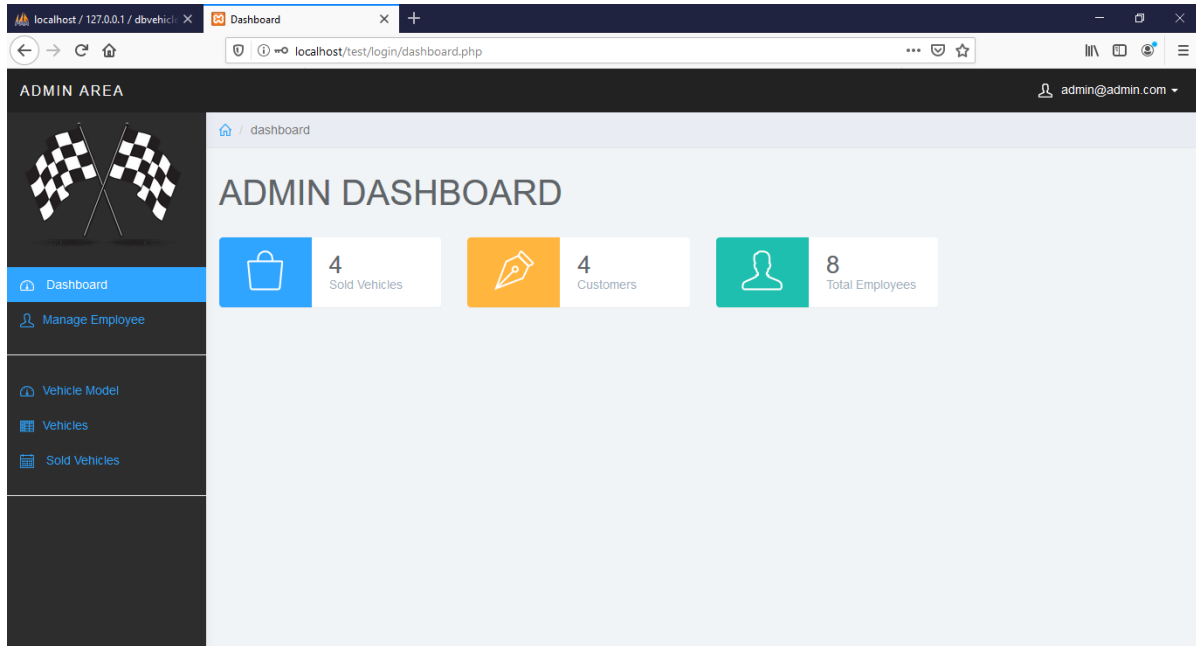 localhost / 127.0.0.1 / dbvehicl
Dashboard
localhost/test/login/dashboard.php
ADMIN AREA
admin@admin.com
/ dashboard
ADMIN DASHBOARD
4
Sold Vehicles
4
Customers
8
Total Employees
Dashboard
Manage Employee
Vehicle Model
Vehicles
Sold Vehicles